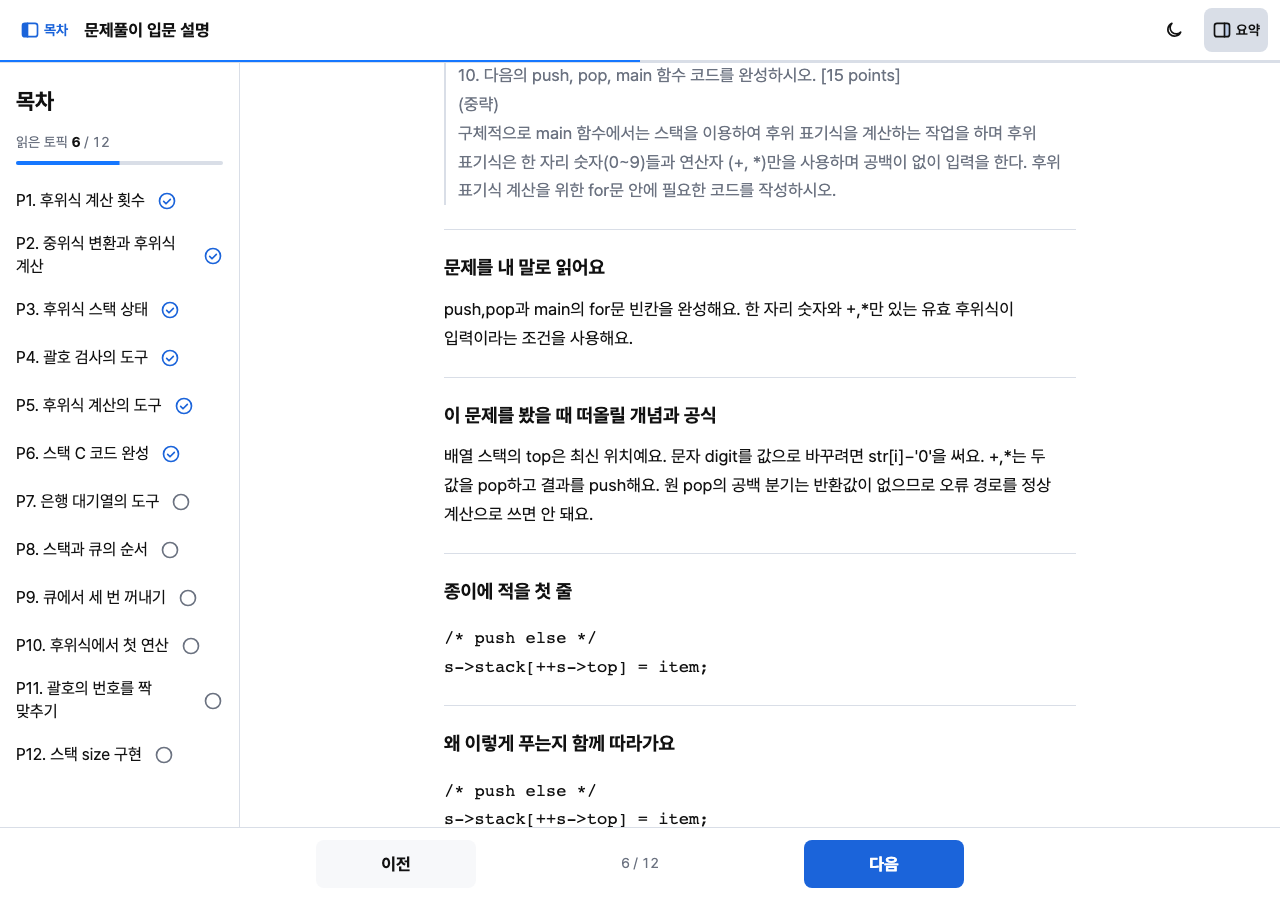 목차
문제풀이 입문 설명
요약
목차
읽은 토픽 6 / 12
P1. 후위식 계산 횟수
P2. 중위식 변환과 후위식
계산
P3. 후위식 스택 상태
P4. 괄호 검사의 도구
P5. 후위식 계산의 도구
P6. 스택 C 코드 완성
P7. 은행 대기열의 도구
P8. 스택과 큐의 순서
P9. 큐에서 세 번 꺼내기
P10. 후위식에서 첫 연산
P11. 괄호의 번호를 짝
맞추기
P12. 스택 size 구현
10. 다음의 push, pop, main 함수 코드를 완성하시오. [15 points]
(중략)
구체적으로 main 함수에서는 스택을 이용하여 후위 표기식을 계산하는 작업을 하며 후위
표기식은 한 자리 숫자(0~9)들과 연산자 (+, *)만을 사용하며 공백이 없이 입력을 한다. 후위
표기식 계산을 위한 for문 안에 필요한 코드를 작성하시오.
문제를 내 말로 읽어요
push,pop과 main의 for문 빈칸을 완성해요. 한 자리 숫자와 +,*만 있는 유효 후위식이
입력이라는 조건을 사용해요.
이 문제를 봤을 때 떠올릴 개념과 공식
배열 스택의 top은 최신 위치예요. 문자 digit를 값으로 바꾸려면 str[i]−'0'을 써요. +,*는 두
값을 pop하고 결과를 push해요. 원 pop의 공백 분기는 반환값이 없으므로 오류 경로를 정상
계산으로 쓰면 안 돼요.
종이에 적을 첫 줄
/* push else */
s->stack[++s->top] = item;
왜 이렇게 푸는지 함께 따라가요
/* push else */
s->stack[++s->top] = item;
이전
6 / 12
다음